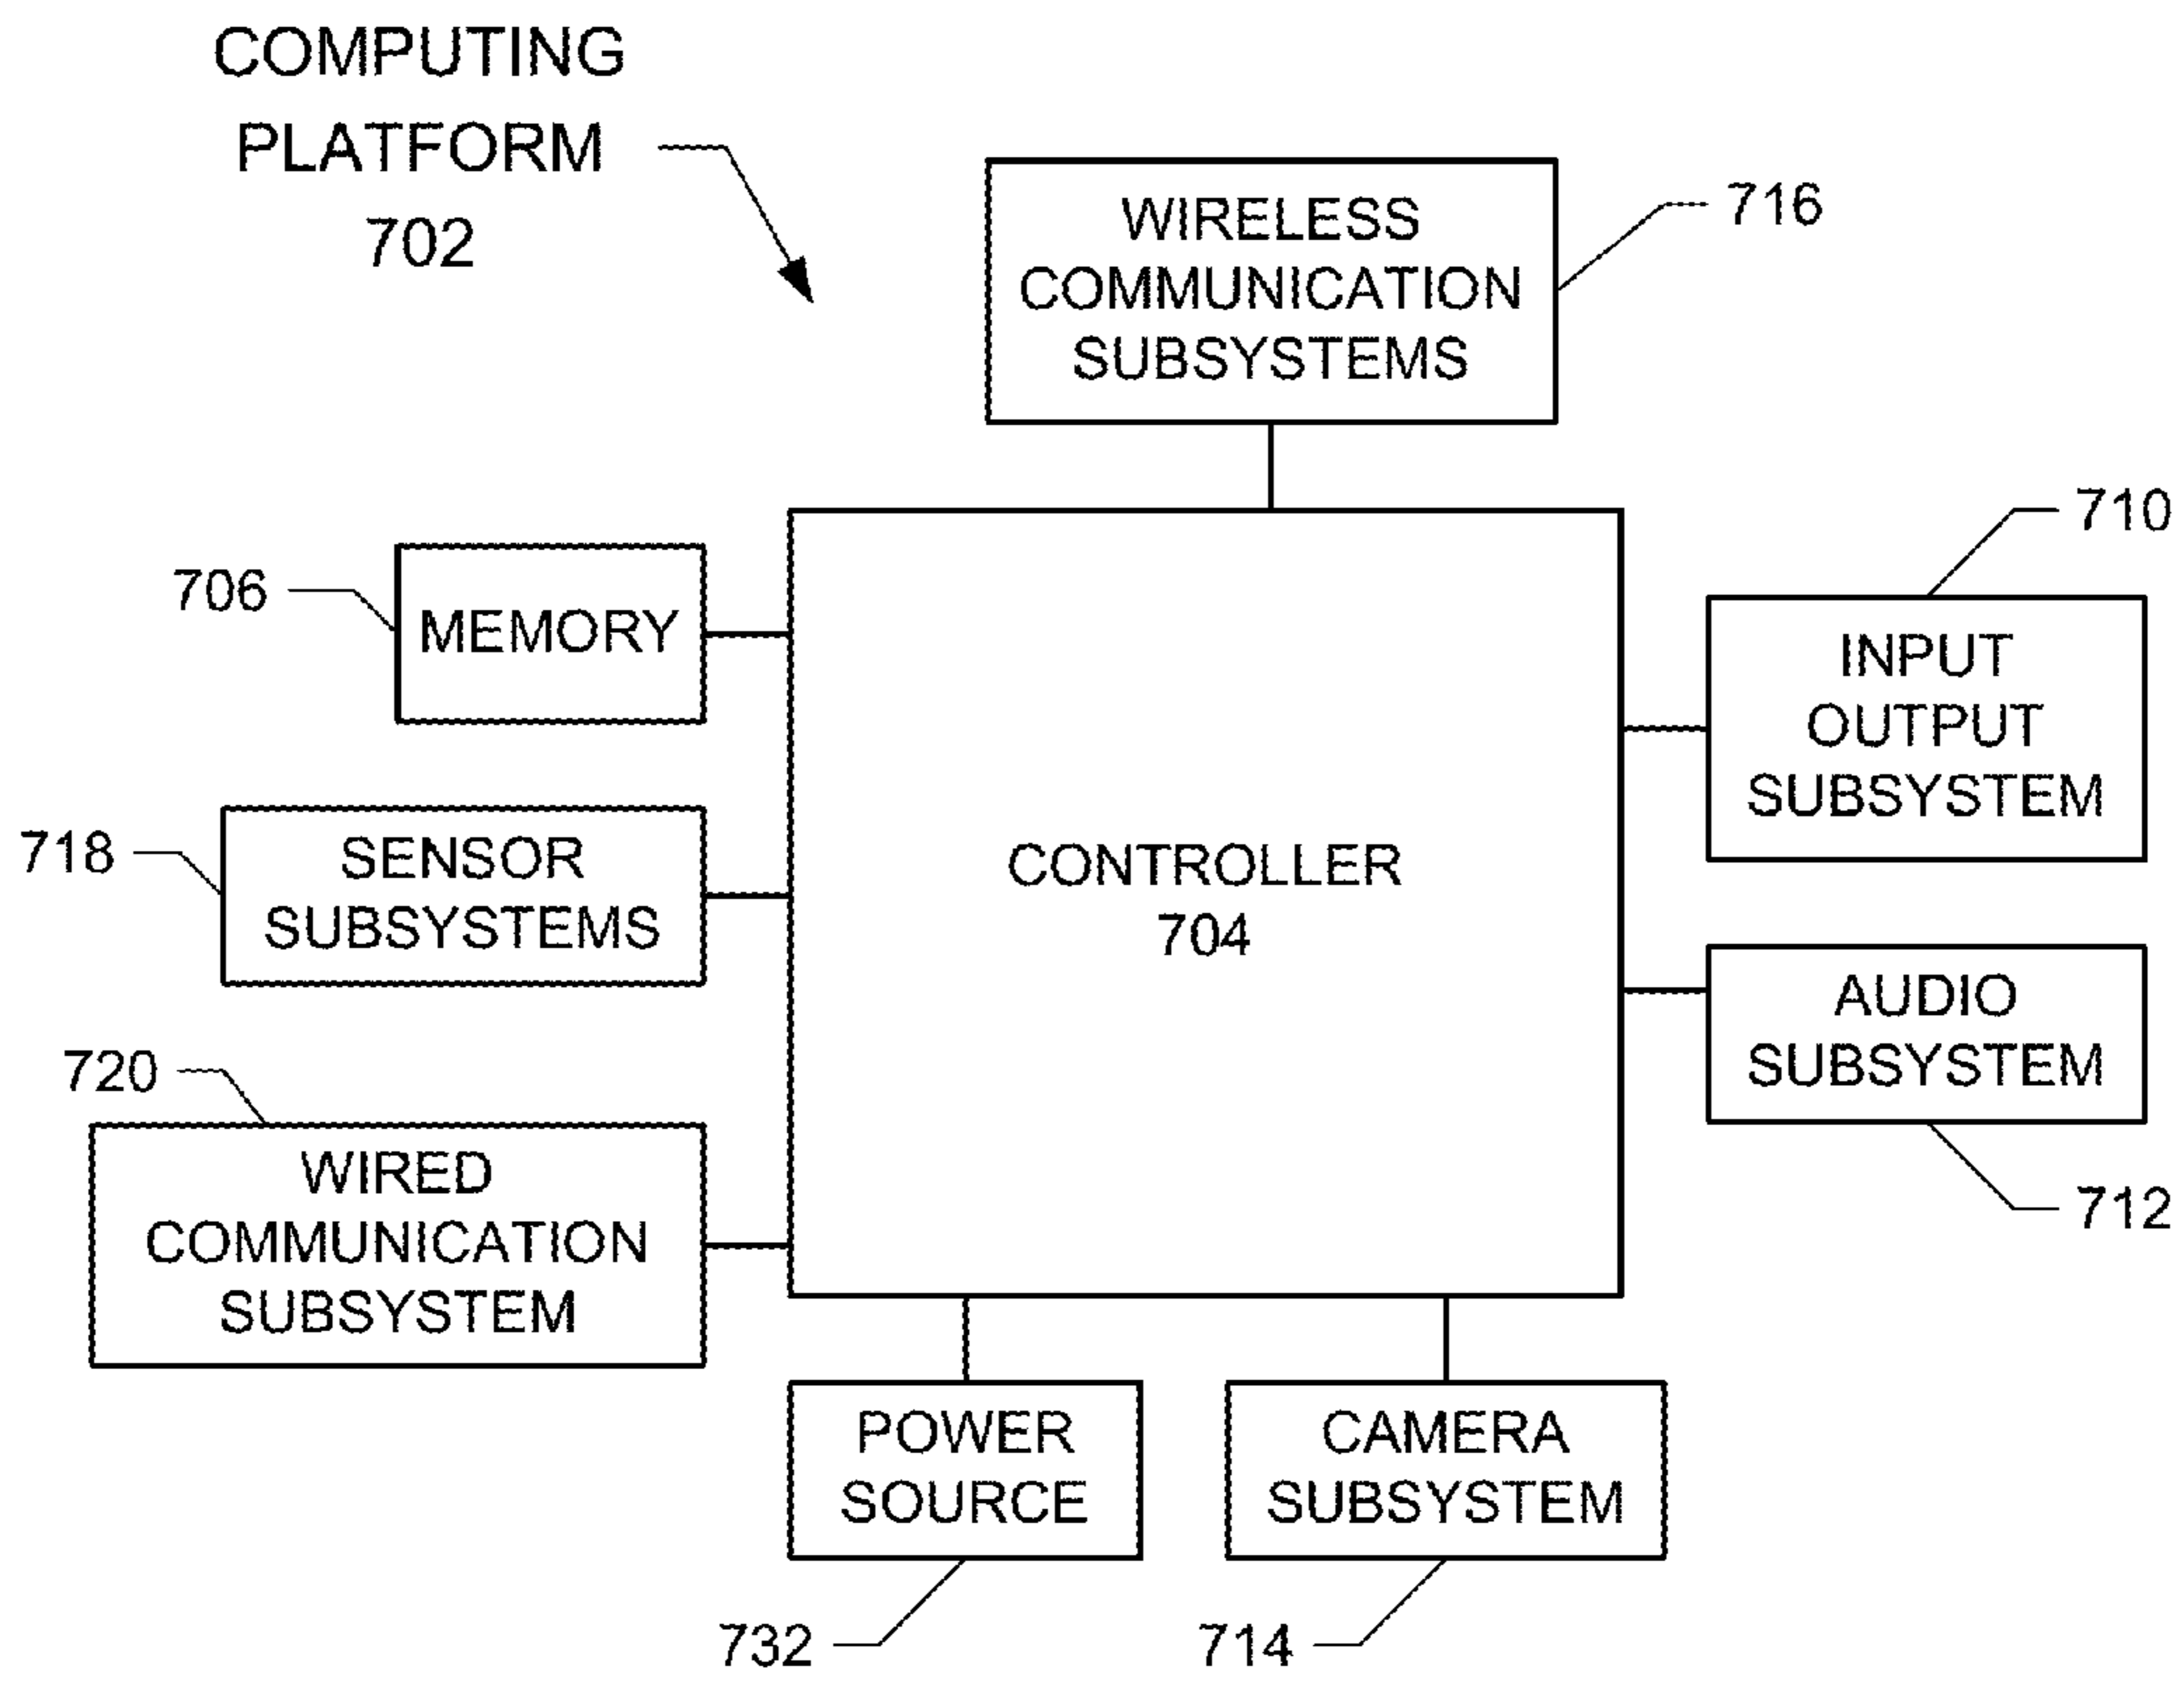 COMPUTING
PLATFORM
702
WIRELESS
COMMUNICATION
SUBSYSTEMS
716
706
MEMORY
710
INPUT
OUTPUT
SUBSYSTEM
718
SENSOR
SUBSYSTEMS
CONTROLLER
704
AUDIO
SUBSYSTEM
712
720
WIRED
COMMUNICATION
SUBSYSTEM
POWER
SOURCE
732
CAMERA
SUBSYSTEM
714